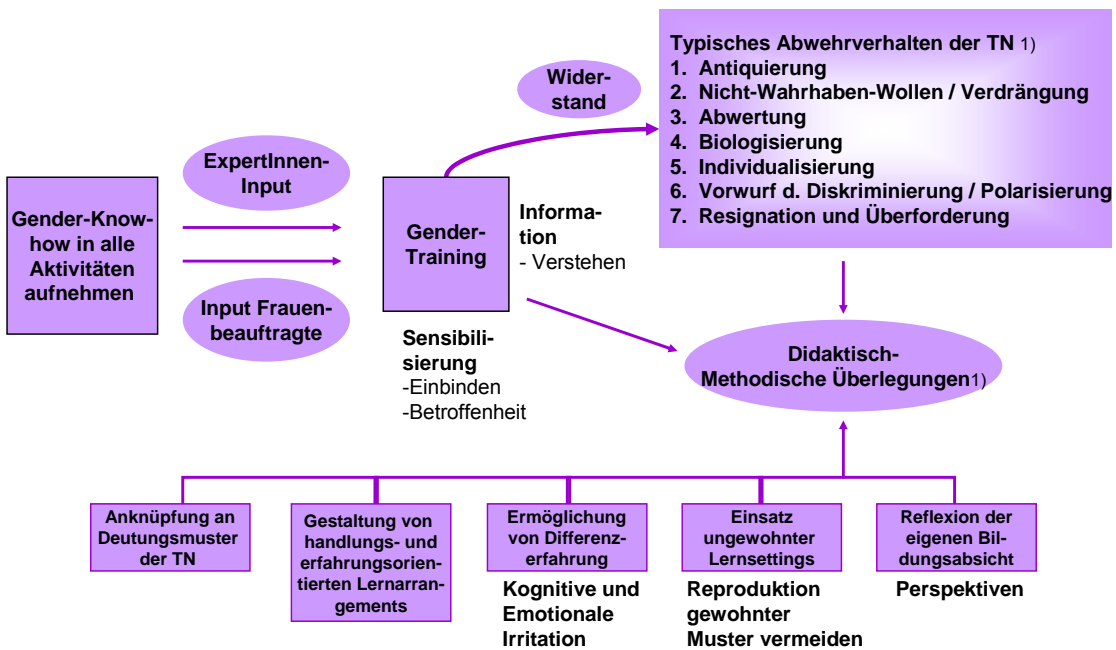 Gender-Know-
how in alle
Aktivitäten
aufnehmen
ExpertInnen-
Input
Input Frauen-
beauftragte
Gender-
Training
Informa-
tion
- Verstehen
Sensibili-
sierung
-Einbinden
-Betroffenheit
Wider-
stand
Typisches Abwehrverhalten der TN 1)
1. Antiquierung
2. Nicht-Wahrhaben-Wollen / Verdrängung
3. Abwertung
4. Biologisierung
5. Individualisierung
6. Vorwurf d. Diskriminierung / Polarisierung
7. Resignation und Überforderung
Didaktisch-
Methodische Überlegungen1)
Anknüpfung an
Deutungsmuster
der TN
Gestaltung von
handlungs- und
erfahrungsorien-
tierten Lernarran-
gements
Ermöglichung
von Differenz-
erfahrung
Kognitive und
Emotionale
Irritation
Einsatz
ungewohnter
Lernsettings
Reproduktion
gewohnter
Muster vermeiden
Reflexion der
eigenen Bil-
dungsabsicht
Perspektiven